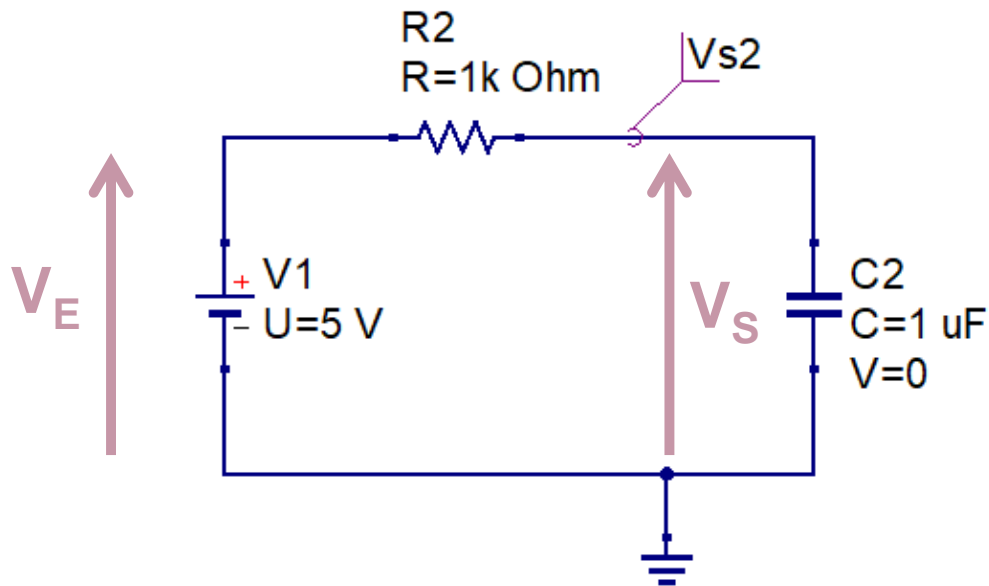 R2
R=1k Ohm
Vs2
VE
+ V1
− U=5 V
VS
C2
C=1 uF
V=0